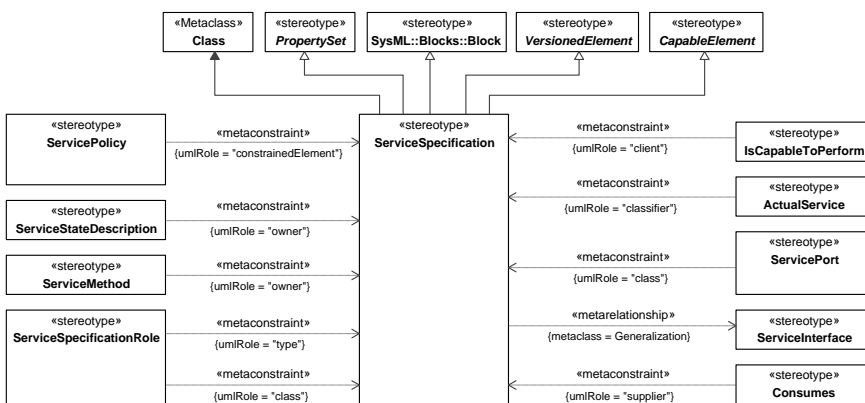 «Metaclass»
Class
«stereotype»
PropertySet
«stereotype»
SysML::Blocks::Block
«stereotype»
VersionedElement
«stereotype»
CapableElement
«stereotype»
ServicePolicy
«metaconstraint»
{umlRole = "constrainedElement"}
«stereotype»
ServiceSpecification
«metaconstraint»
{umlRole = "client"}
«stereotype»
IsCapableToPerform
«stereotype»
ServiceStateDescription
«metaconstraint»
{umlRole = "owner"}
«metaconstraint»
{umlRole = "classifier"}
«stereotype»
ActualService
«stereotype»
ServiceMethod
«metaconstraint»
{umlRole = "owner"}
«metaconstraint»
{umlRole = "class"}
«stereotype»
ServicePort
«stereotype»
ServiceSpecificationRole
«metaconstraint»
{umlRole = "type"}
«metarelationship»
{metaclass = Generalization}
«stereotype»
ServiceInterface
«metaconstraint»
{umlRole = "class"}
«metaconstraint»
{umlRole = "supplier"}
«stereotype»
Consumes